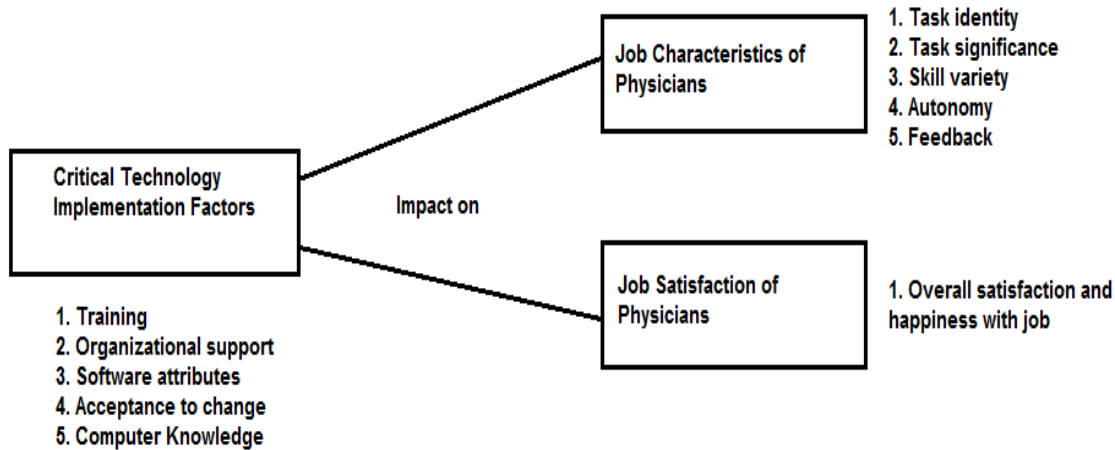 Critical Technology
Implementation Factors
1. Training
2. Organizational support
3. Software attributes
4. Acceptance to change
5. Computer Knowledge
Impact on
Job Characteristics of
Physicians
1. Task identity
2. Task significance
3. Skill variety
4. Autonomy
5. Feedback
Job Satisfaction of
Physicians
1. Overall satisfaction and
happiness with job